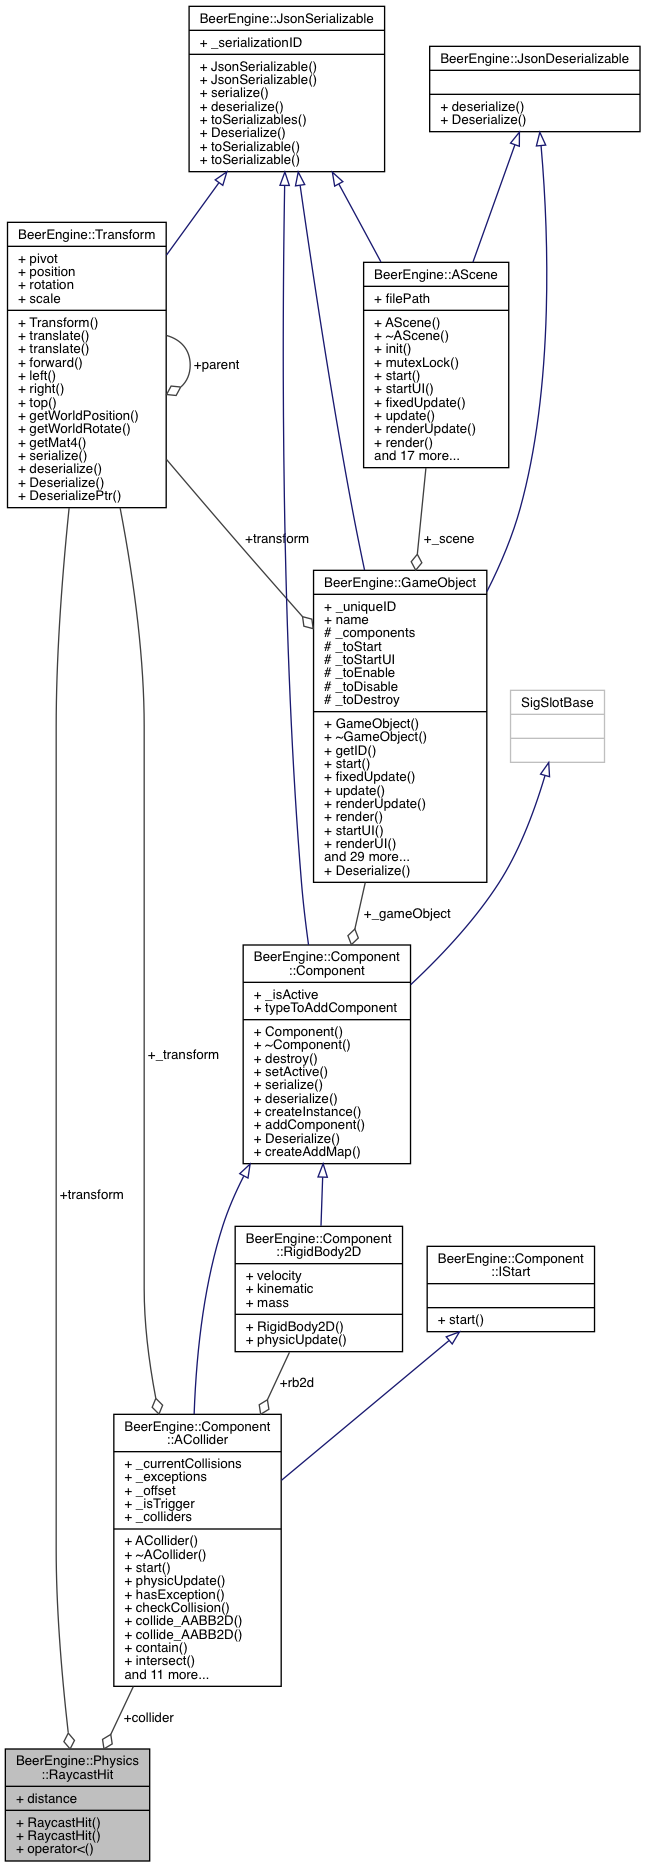 BeerEngine::JsonSerializable
+ _serializationID
+ JsonSerializable()
+ JsonSerializable()
+ serialize()
+ deserialize()
+ toSerializables()
+ Deserialize()
+ toSerializable()
+ toSerializable()
BeerEngine::JsonDeserializable
+ deserialize()
+ Deserialize()
BeerEngine::Transform
+ pivot
+ position
+ rotation
+ scale
+ Transform()
+ translate()
+ translate()
+ forward()
+ left()
+ right()
+ top()
+ getWorldPosition()
+ getWorldRotate()
+ getMat4()
+ serialize()
+ deserialize()
+ Deserialize()
+ DeserializePtr()
+parent
BeerEngine::AScene
+ filePath
+ AScene()
+ ~AScene()
+ init()
+ mutexLock()
+ start()
+ startUI()
+ fixedUpdate()
+ update()
+ renderUpdate()
+ render()
and 17 more...
+transform
+_scene
BeerEngine::GameObject
+ _uniqueID
+ name
# _components
# _toStart
# _toStartUI
# _toEnable
# _toDisable
# _toDestroy
+ GameObject()
+ ~GameObject()
+ getID()
+ start()
+ fixedUpdate()
+ update()
+ renderUpdate()
+ render()
+ startUI()
+ renderUI()
and 29 more...
+ Deserialize()
SigSlotBase
+_gameObject
BeerEngine::Component
::Component
+ _isActive
+ typeToAddComponent
+ Component()
+ ~Component()
+ destroy()
+ setActive()
+ serialize()
+ deserialize()
+ createInstance()
+ addComponent()
+ Deserialize()
+ createAddMap()
+_transform
+transform
BeerEngine::Component
::RigidBody2D
+ velocity
+ kinematic
+ mass
+ RigidBody2D()
+ physicUpdate()
BeerEngine::Component
::IStart
+ start()
+rb2d
BeerEngine::Component
::ACollider
+ _currentCollisions
+ _exceptions
+ _offset
+ _isTrigger
+ _colliders
+ ACollider()
+ ~ACollider()
+ start()
+ physicUpdate()
+ hasException()
+ checkCollision()
+ collide_AABB2D()
+ collide_AABB2D()
+ contain()
+ intersect()
and 11 more...
+collider
BeerEngine::Physics
::RaycastHit
+ distance
+ RaycastHit()
+ RaycastHit()
+ operator<()